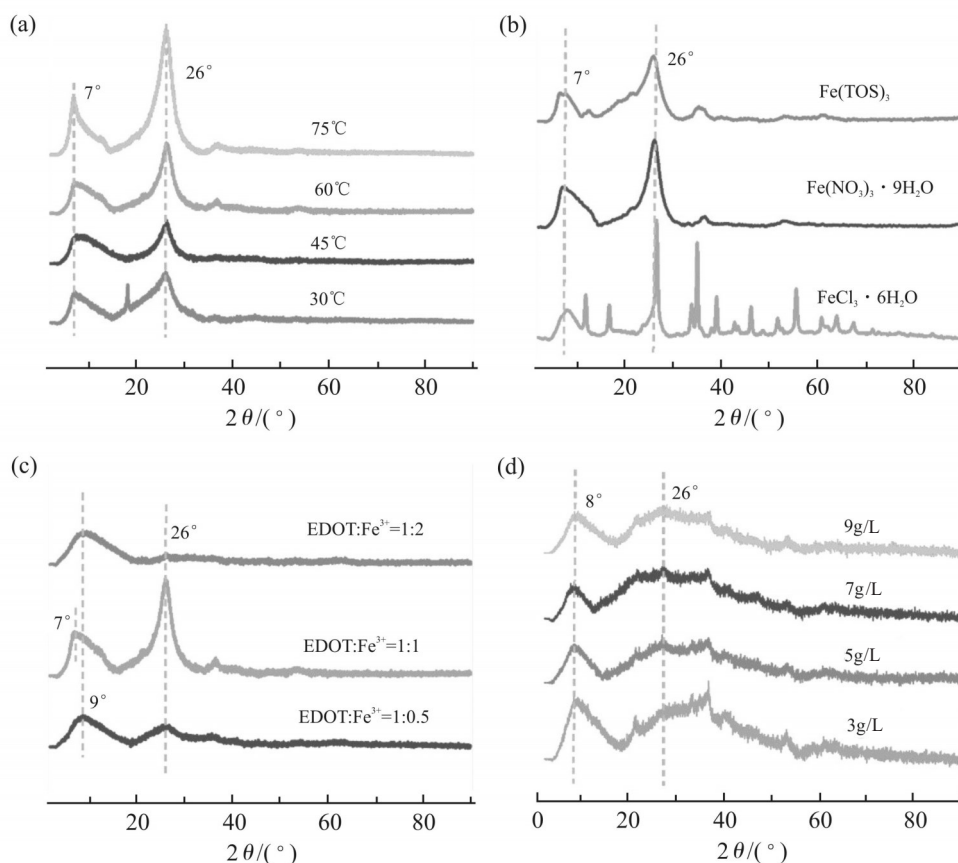 (a)
7°
26°
75℃
60℃
45℃
30℃
20 40 60 80
2θ/(°)
(b)
7°
26°
Fe(TOS)₃
Fe(NO₃)₃・9H₂O
FeCl₃・6H₂O
20 40 60 80
2θ/(°)
(c)
26°
EDOT:Fe³⁺=1:2
7°
EDOT:Fe³⁺=1:1
9°
EDOT:Fe³⁺=1:0.5
20 40 60 80
2θ/(°)
(d)
8°
26°
9g/L
7g/L
5g/L
3g/L
0 20 40 60 80
2θ/(°)